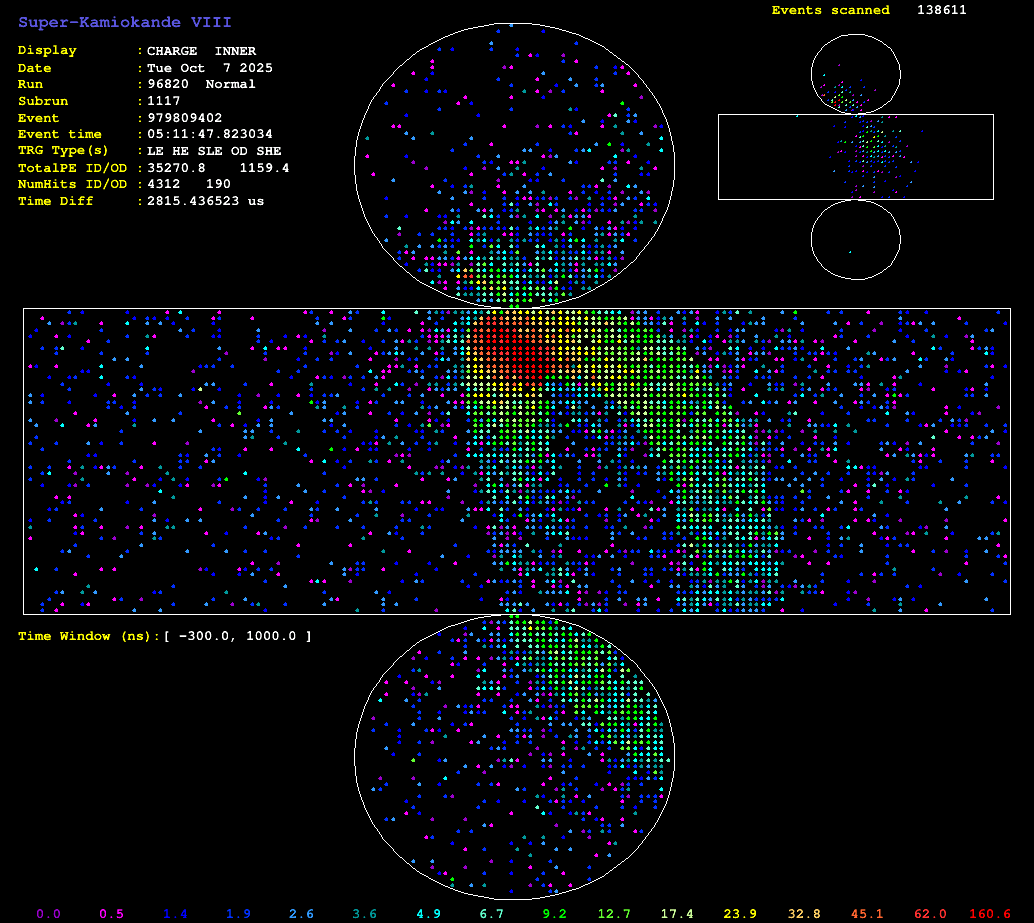 Super-Kamiokande VIII
Events scanned 138611
Display : CHARGE INNER
Date : Tue Oct 7 2025
Run : 96820 Normal
Subrun : 1117
Event : 979809402
Event time : 05:11:47.823034
TRG Type(s) : LE HE SLE OD SHE
TotalPE ID/OD : 35270.8 1159.4
NumHits ID/OD : 4312 190
Time Diff : 2815.436523 us
Time Window (ns):[ -300.0, 1000.0 ]
0.0 0.5 1.4 1.9 2.6 3.6 4.9 6.7 9.2 12.7 17.4 23.9 32.8 45.1 62.0 160.6